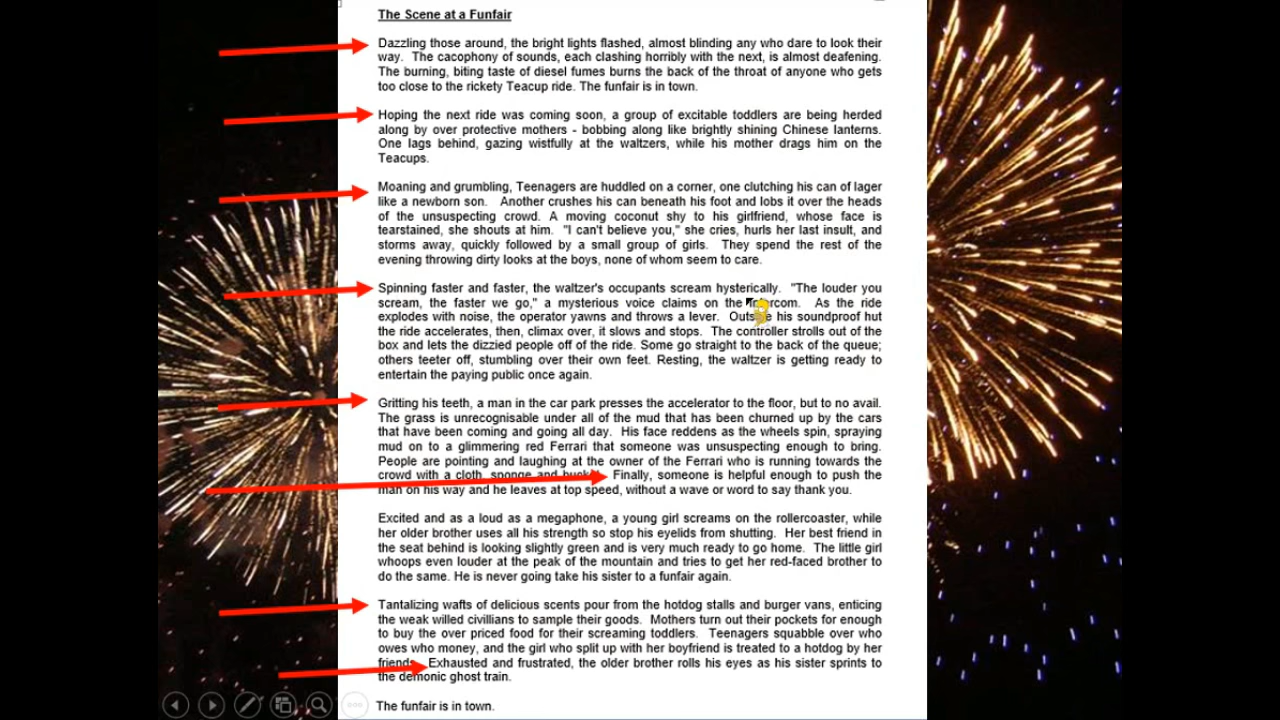 The Scene at a Funfair
Dazzling those around, the bright lights flashed, almost blinding any who dare to look their
way. The cacophony of sounds, each clashing horribly with the next, is almost deafening.
The burning, biting taste of diesel fumes burns the back of the throat of anyone who gets
too close to the rickety Teacup ride. The funfair is in town.
Hoping the next ride was coming soon, a group of excitable toddlers are being herded
along by over protective mothers - bobbing along like brightly shining Chinese lanterns.
One lags behind, gazing wistfully at the waltzers, while his mother drags him on the
Teacups.
Moaning and grumbling, Teenagers are huddled on a corner, one clutching his can of lager
like a newborn son. Another crushes his can beneath his foot and lobs it over the heads
of the unsuspecting crowd. A moving coconut shy to his girlfriend, whose face is
tearstained, she shouts at him. "I can't believe you," she cries, hurls her last insult, and
storms away, quickly followed by a small group of girls. They spend the rest of the
evening throwing dirty looks at the boys, none of whom seem to care.
Spinning faster and faster, the waltzer's occupants scream hysterically. "The louder you
scream, the faster we go," a mysterious voice claims on the As the ride
explodes with noise, the operator yawns and throws a lever. his soundproof hut
the ride accelerates, then, climax over, it slows and stops. The controller strolls out of the
box and lets the dizzied people off of the ride. Some go straight to the back of the queue;
others teeter off, stumbling over their own feet. Resting, the waltzer is getting ready to
entertain the paying public once again.
Gritting his teeth, a man in the car park presses the accelerator to the floor, but to no avail.
The grass is unrecognisable under all of the mud that has been churned up by the cars
that have been coming and going all day. His face reddens as the wheels spin, spraying
mud on to a glimmering red Ferrari that someone was unsuspecting enough to bring.
People are pointing and laughing at the owner of the Ferrari who is running towards the
crowd with a cloth, sponge and Finally, someone is helpful enough to push the
man on his way and he leaves at top speed, without a wave or word to say thank you.
Excited and as a loud as a megaphone, a young girl screams on the rollercoaster, while
her older brother uses all his strength so stop his eyelids from shutting. Her best friend in
the seat behind is looking slightly green and is very much ready to go home. The little girl
whoops even louder at the peak of the mountain and tries to get her red-faced brother to
do the same. He is never going take his sister to a funfair again.
Tantalizing wafts of delicious scents pour from the hotdog stalls and burger vans, enticing
the weak willed civillians to sample their goods. Mothers turn out their pockets for enough
to buy the over priced food for their screaming toddlers. Teenagers squabble over who
owes who money, and the girl who split up with her boyfriend is treated to a hotdog by her
friends. Exhausted and frustrated, the older brother rolls his eyes as his sister sprints to
the demonic ghost train.
The funfair is in town.